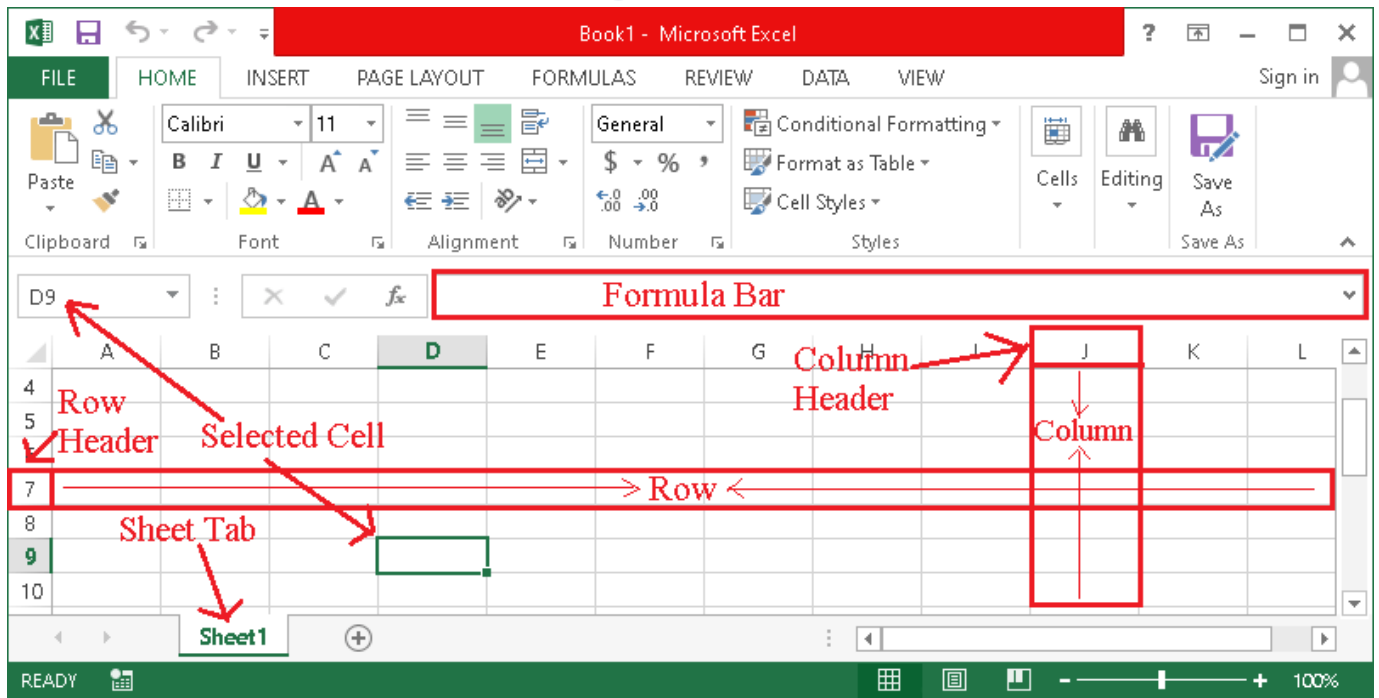 Book1 - Microsoft Excel ?
FILE HOME INSERT PAGE LAYOUT FORMULAS REVIEW DATA VIEW Sign in
Calibri 11 General Conditional Formatting
B I U A A $ % , Format as Table
Paste Cells Editing Save As
A Cell Styles
Clipboard Font Alignment Number Styles Save As
D9 fx Formula Bar
A B C D E F G H I J K L
Column Header
4
Row Header
5
Selected Cell
Column
7 Row
8
Sheet Tab
9
10
Sheet1
READY 100%